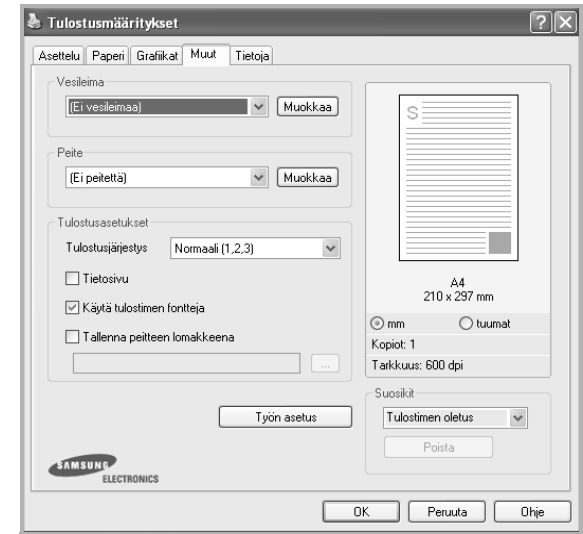 Tulostusmääritykset
Asettelu Paperi Grafiikat Muut Tietoja
Vesileima
(Ei vesileimaa) Muokkaa
Peite
(Ei peitettä) Muokkaa
Tulostusasetukset
Tulostusjärjestys Normaali (1,2,3)
Tietosivu
Käytä tulostimen fontteja
Tallenna peitteen lomakkeena
...
Työn asetus
SAMSUNG
ELECTRONICS
S
A4
210 x 297 mm
mm tuumat
Kopiot: 1
Tarkkuus: 600 dpi
Suosikit
Tulostimen oletus
Poista
OK Peruuta Ohje